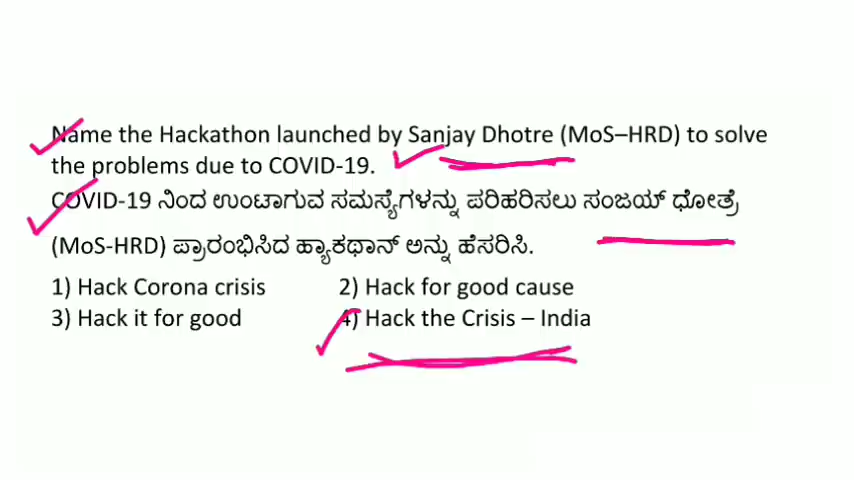 Name the Hackathon launched by Sanjay Dhotre (MoS–HRD) to solve
the problems due to COVID-19.
COVID-19 ನಿಂದ ಉಂಟಾಗುವ ಸಮಸ್ಯೆಗಳನ್ನು ಪರಿಹರಿಸಲು ಸಂಜಯ್ ಧೋತ್ರೆ
(MoS-HRD) ಪ್ರಾರಂಭಿಸಿದ ಹ್ಯಾಕಥಾನ್ ಅನ್ನು ಹೆಸರಿಸಿ.
1) Hack Corona crisis 2) Hack for good cause
3) Hack it for good 4) Hack the Crisis – India